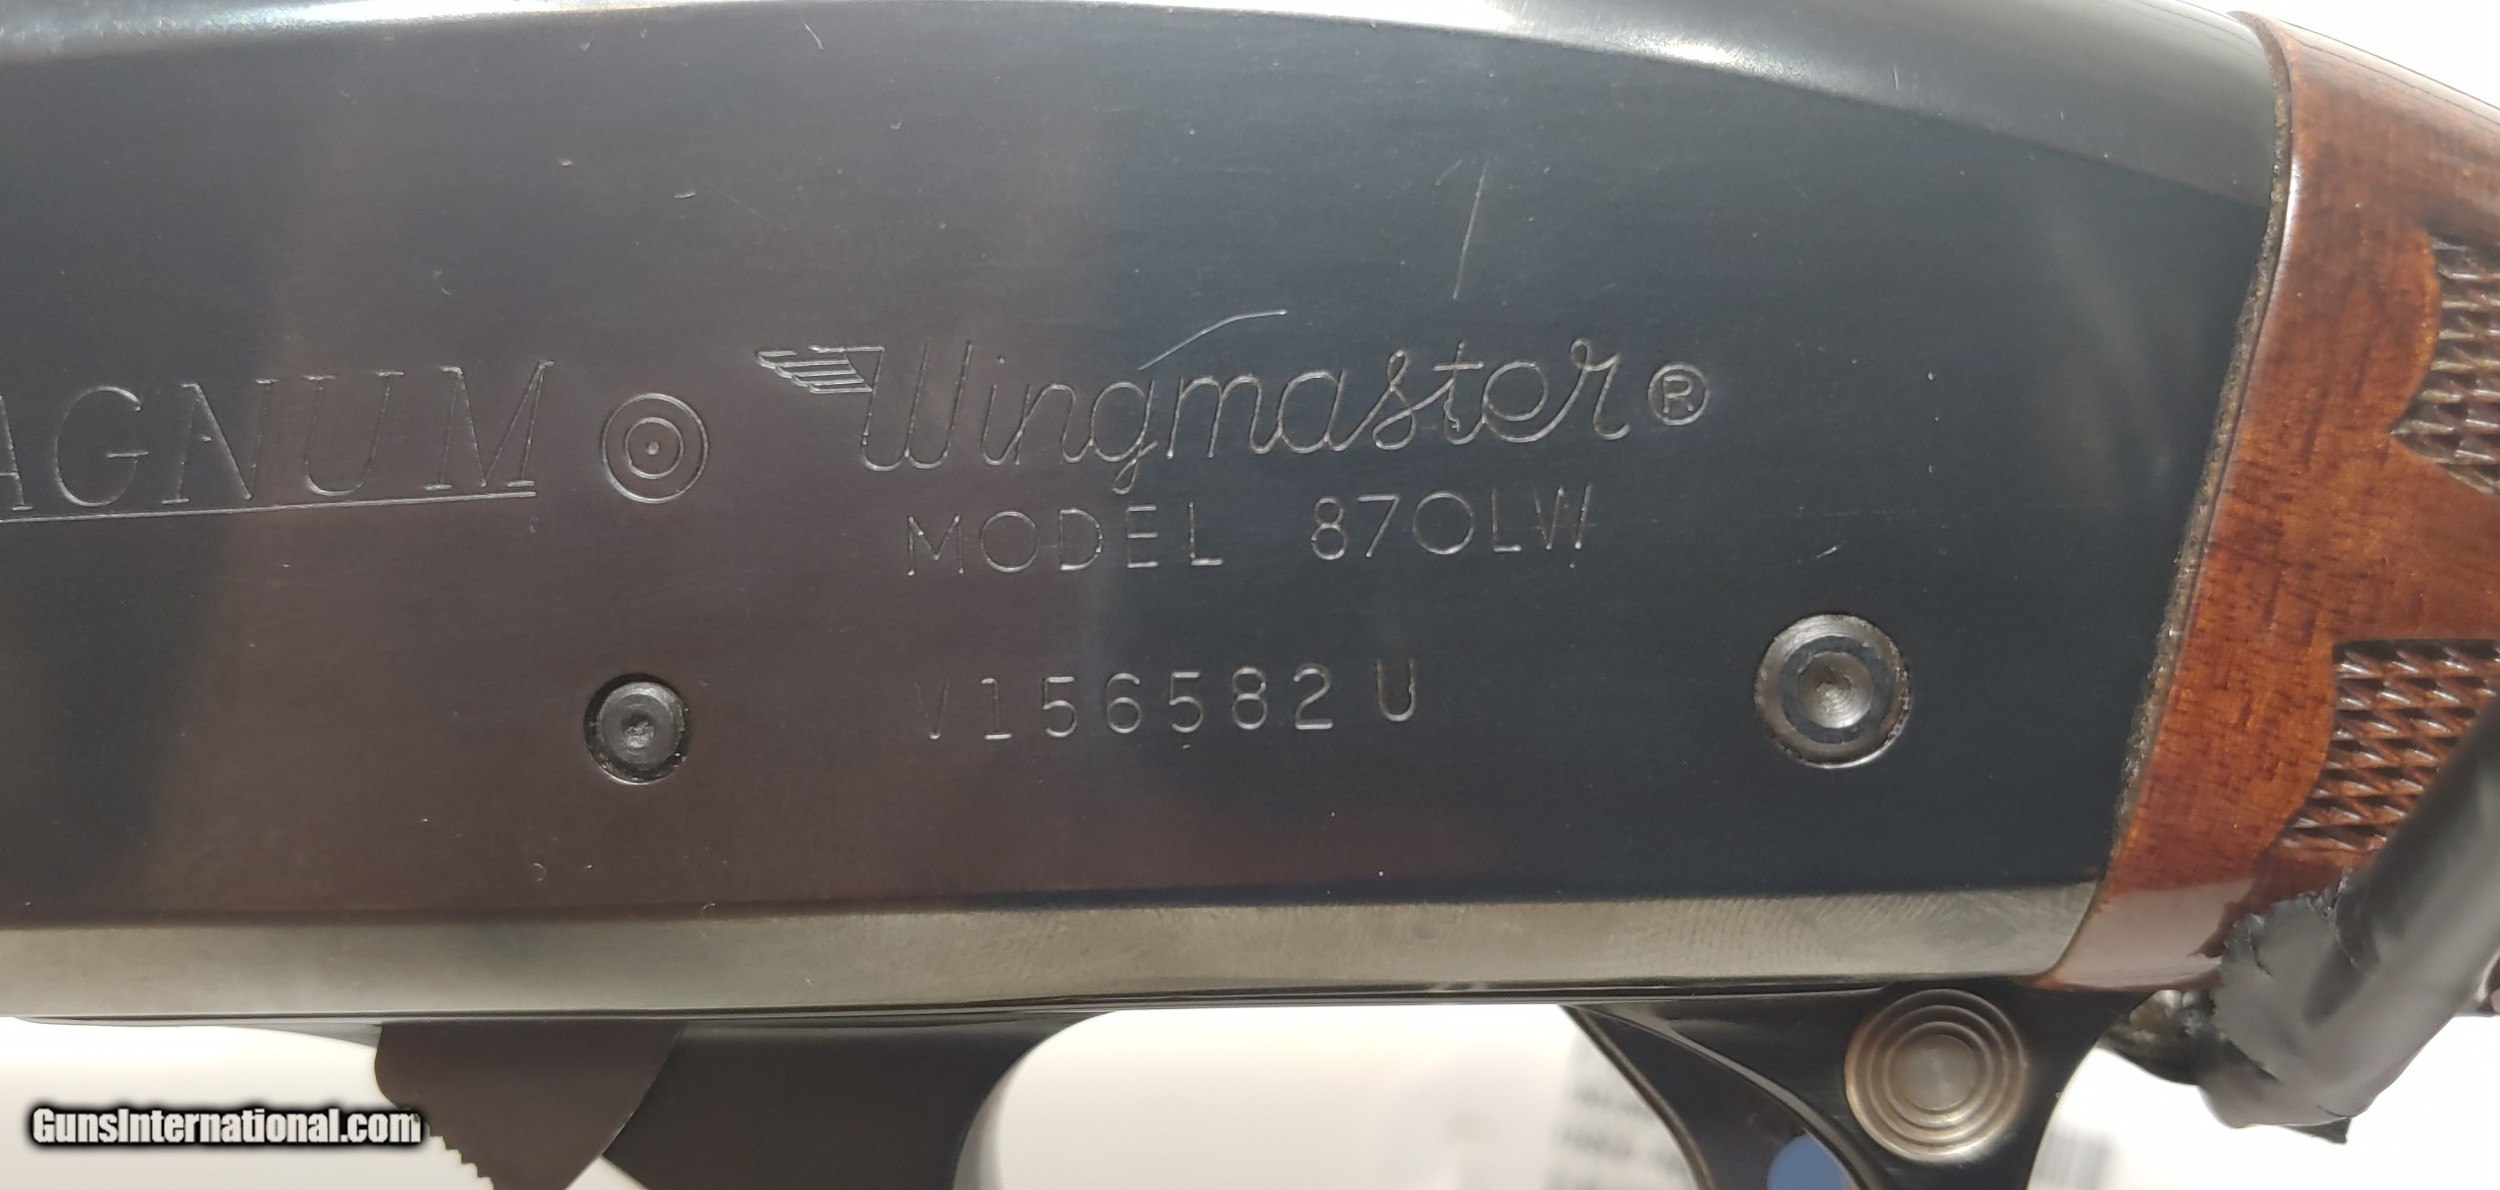 AGNUM Wingmaster®
MODEL 870LW
V156582U
GunsInternational.com